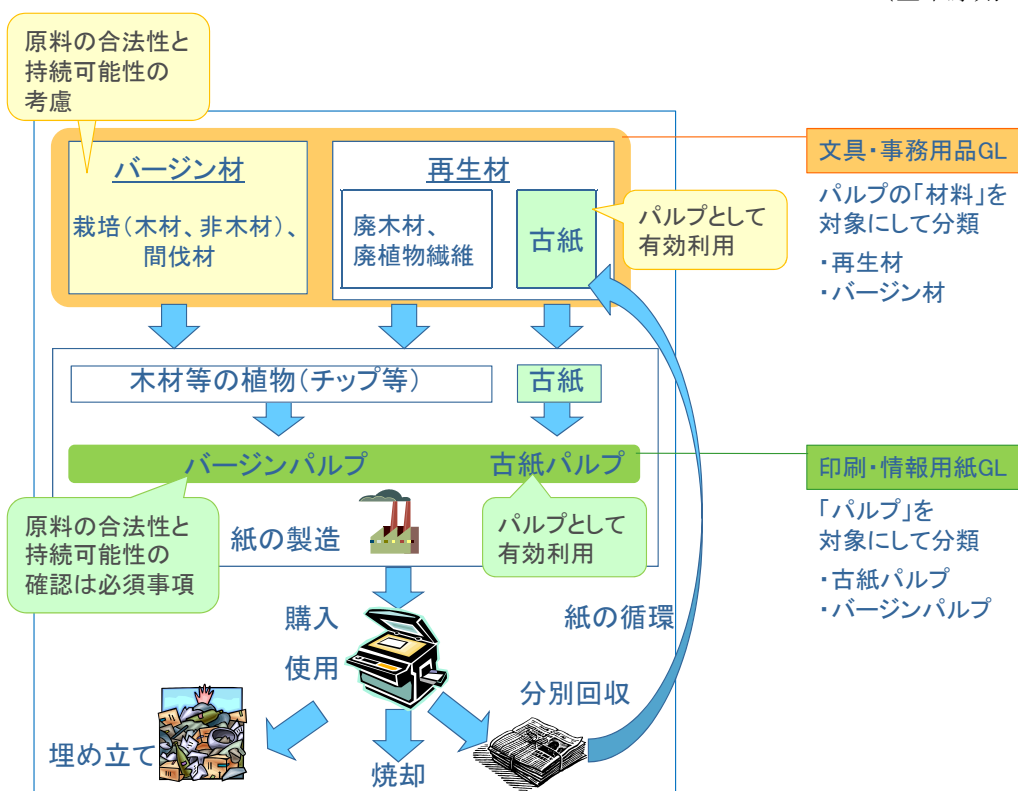 原料の合法性と
持続可能性の
考慮
バージン材
栽培（木材、非木材）、
間伐材
再生材
廃木材、
廃植物繊維
古紙
パルプとして
有効利用
文具・事務用品GL
パルプの「材料」を
対象にして分類
・再生材
・バージン材
木材等の植物（チップ等）
古紙
バージンパルプ
古紙パルプ
印刷・情報用紙GL
「パルプ」を
対象にして分類
・古紙パルプ
・バージンパルプ
原料の合法性と
持続可能性の
確認は必須事項
紙の製造
パルプとして
有効利用
購入
使用
紙の循環
分別回収
埋め立て
焼却